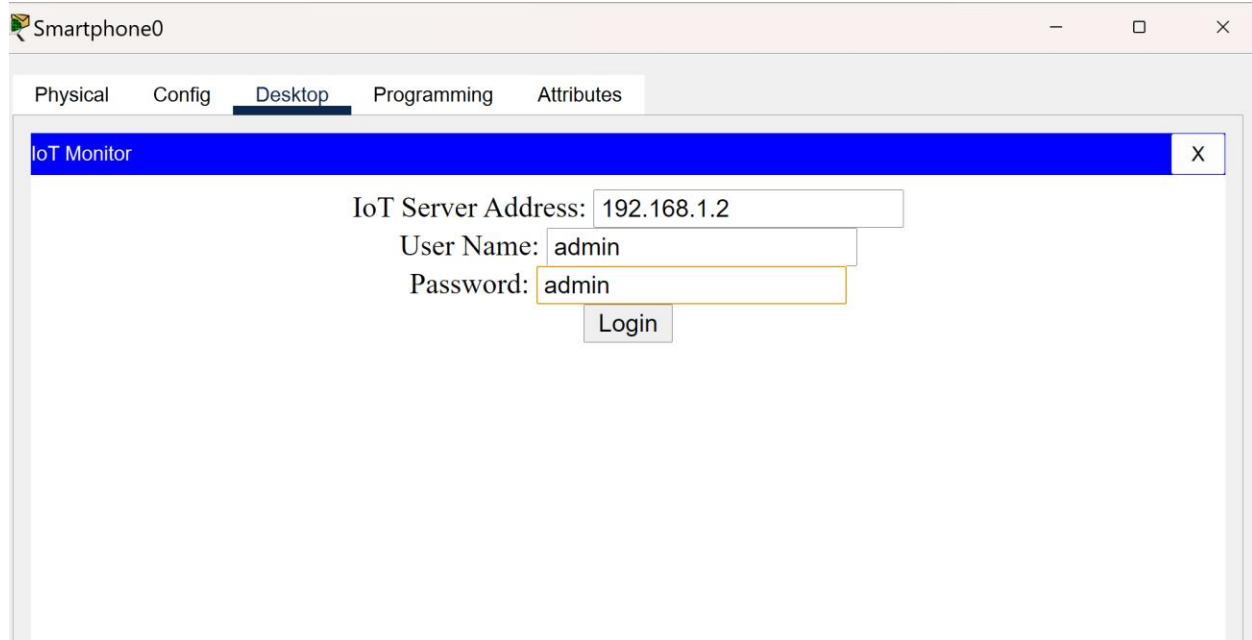 Smartphone0
Physical Config Desktop Programming Attributes
IoT Monitor X
IoT Server Address: 192.168.1.2
User Name: admin
Password: admin
Login